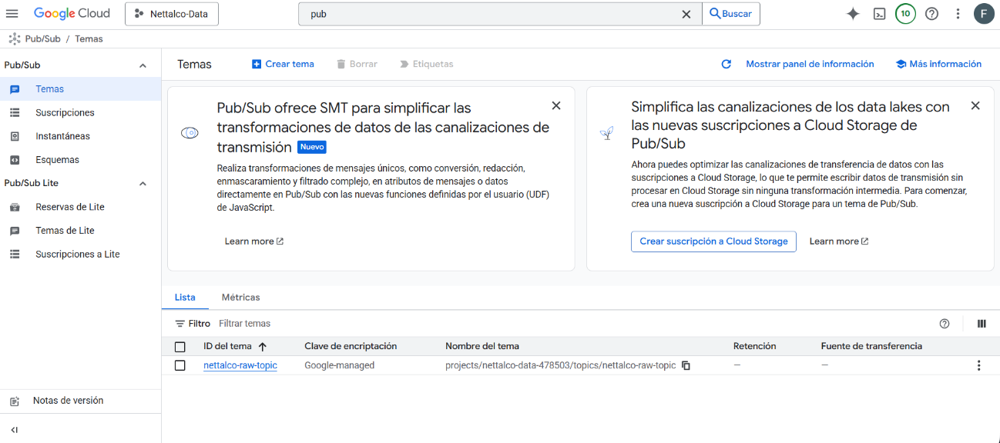 Google Cloud
Nettalco-Data
pub
Buscar
10
F
Pub/Sub / Temas
Pub/Sub
Temas
Suscripciones
Instantáneas
Esquemas
Pub/Sub Lite
Reservas de Lite
Temas de Lite
Suscripciones a Lite
Notas de versión
Temas
Crear tema
Borrar
Etiquetas
Mostrar panel de información
Más información
Pub/Sub ofrece SMT para simplificar las
transformaciones de datos de las canalizaciones de
transmisión Nuevo
Realiza transformaciones de mensajes únicos, como conversión, redacción,
enmascaramiento y filtrado complejo, en atributos de mensajes o datos
directamente en Pub/Sub con las nuevas funciones definidas por el usuario (UDF)
de JavaScript.
Learn more
Simplifica las canalizaciones de los data lakes con
las nuevas suscripciones a Cloud Storage de
Pub/Sub
Ahora puedes optimizar las canalizaciones de transferencia de datos con las
suscripciones a Cloud Storage, lo que te permite escribir datos de transmisión sin
procesar en Cloud Storage sin ninguna transformación intermedia. Para comenzar,
crea una nueva suscripción a Cloud Storage para un tema de Pub/Sub.
Crear suscripción a Cloud Storage
Learn more
Lista
Métricas
Filtro Filtrar temas
ID del tema Clave de encriptación Nombre del tema Retención Fuente de transferencia
nettalco-raw-topic Google-managed projects/nettalco-data-478503/topics/nettalco-raw-topic — —